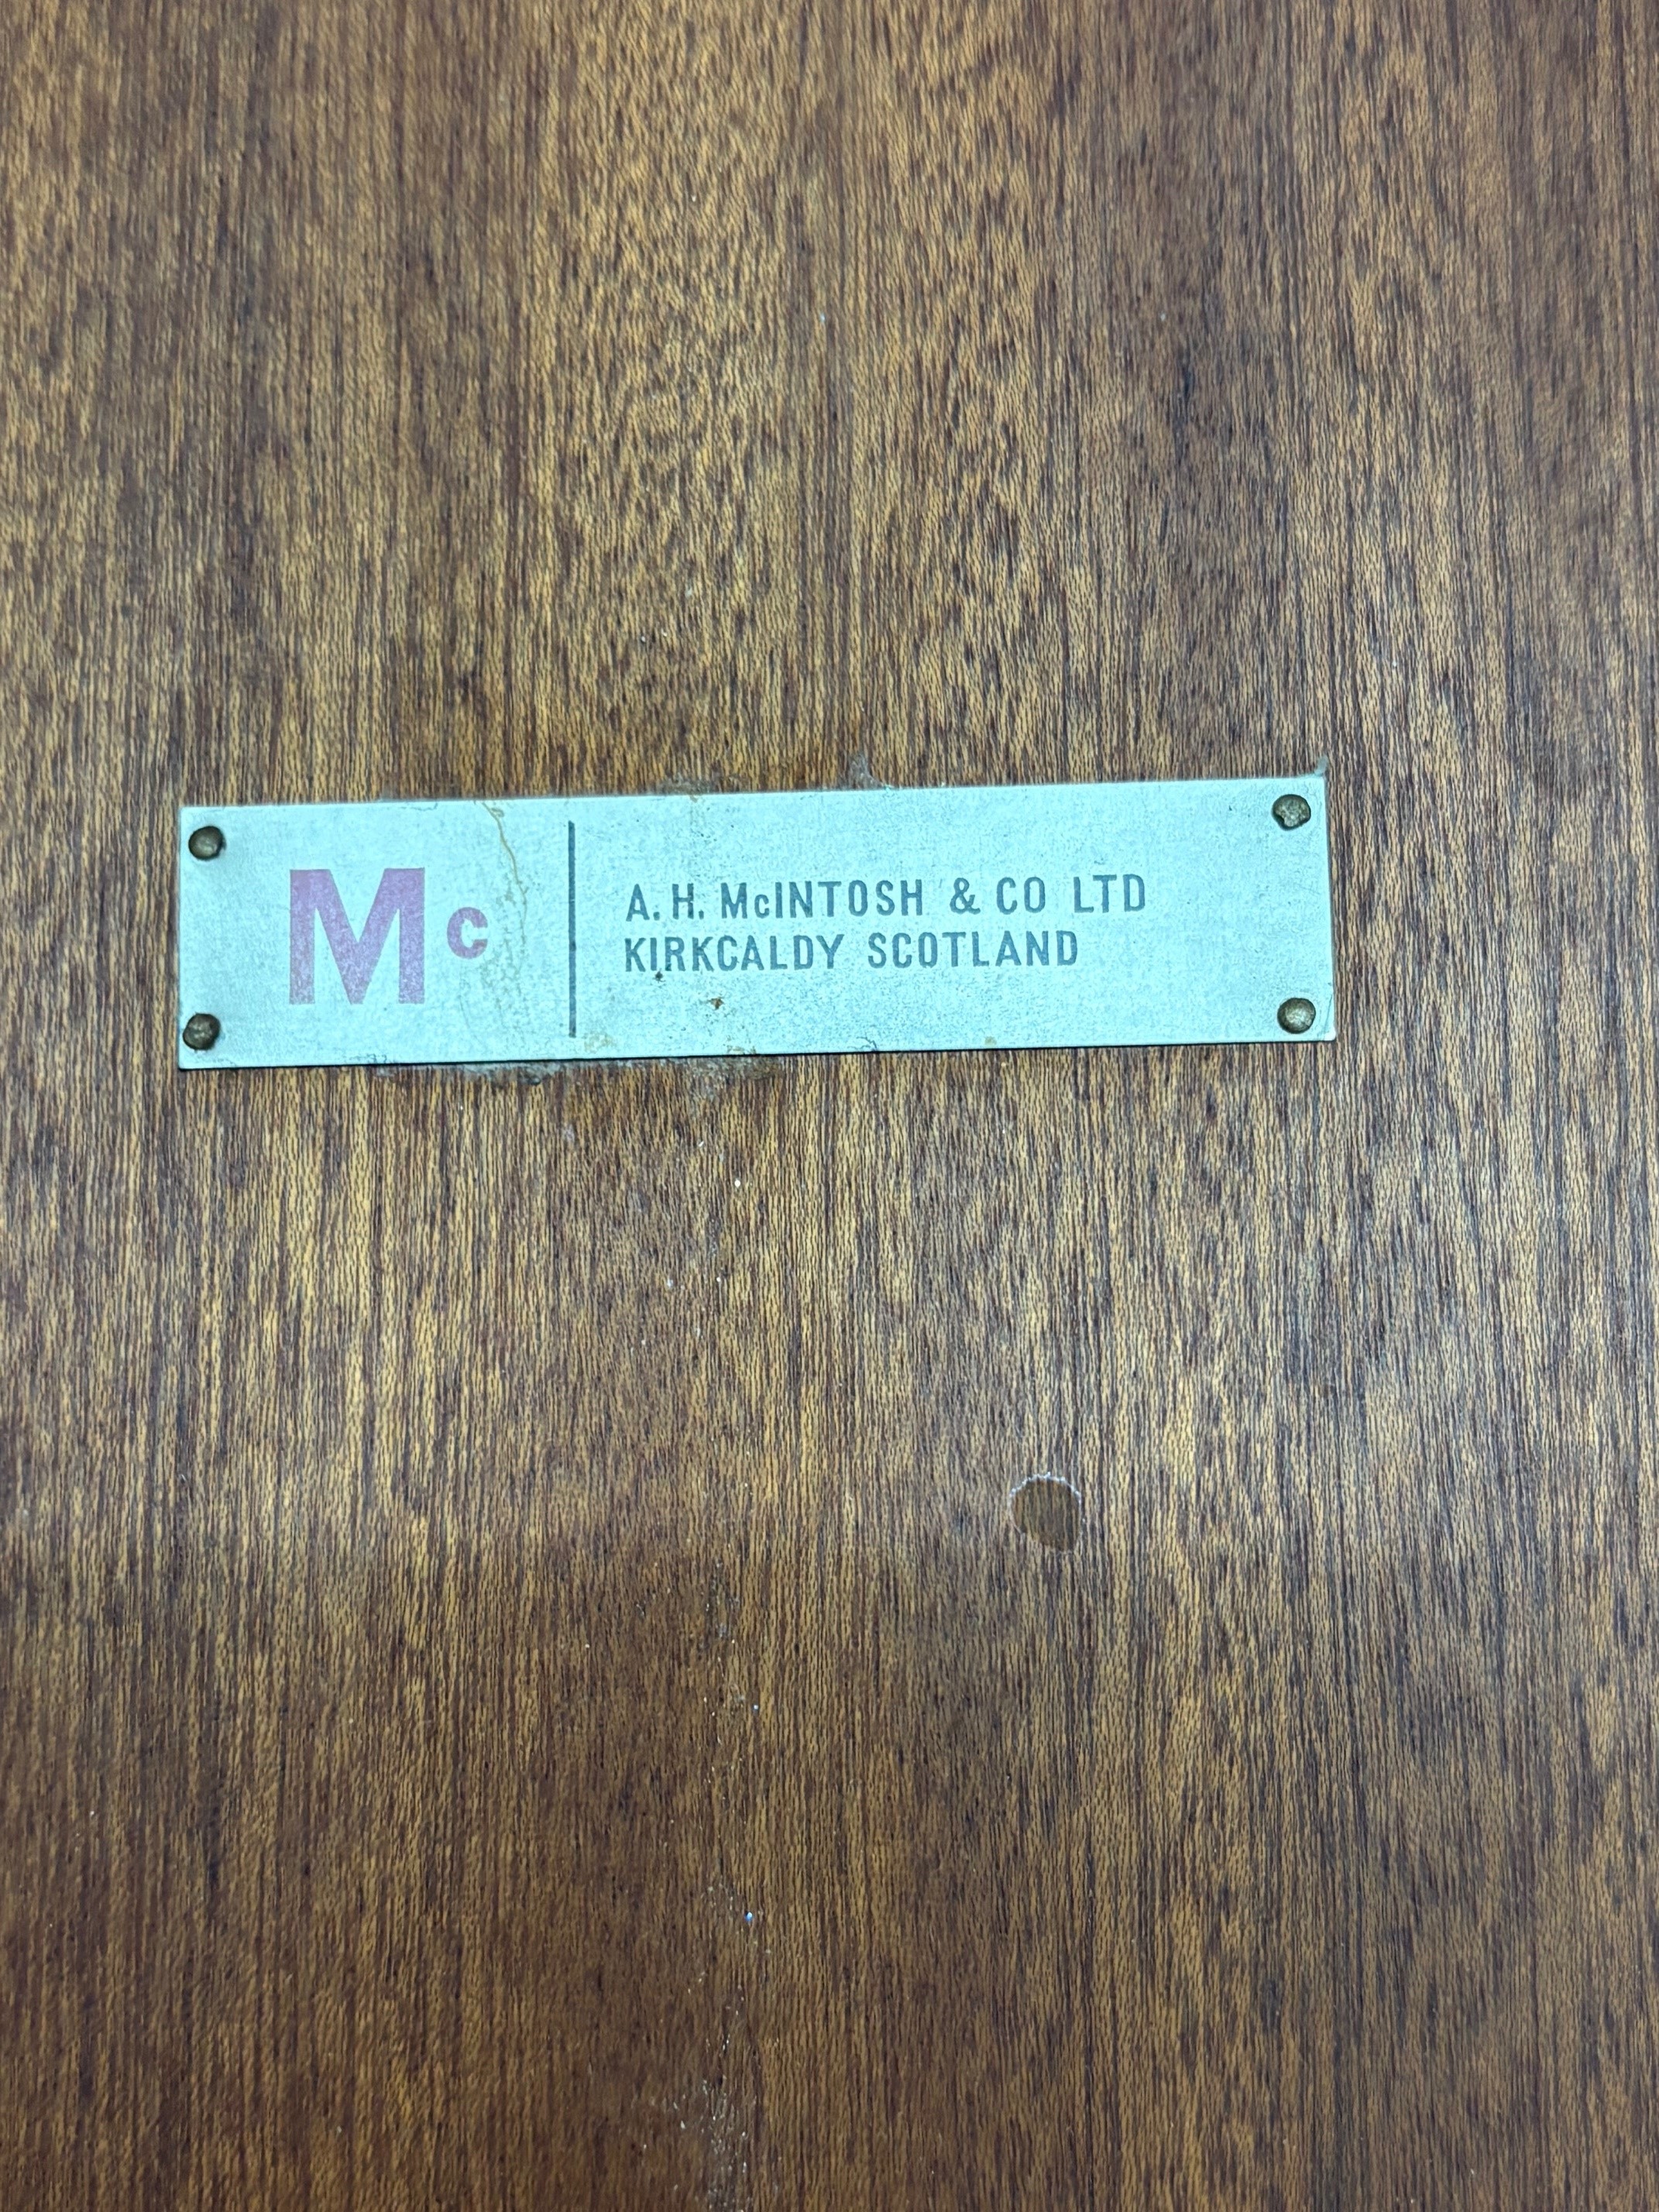 Mc
A. H. McINTOSH & CO LTD
KIRKCALDY SCOTLAND